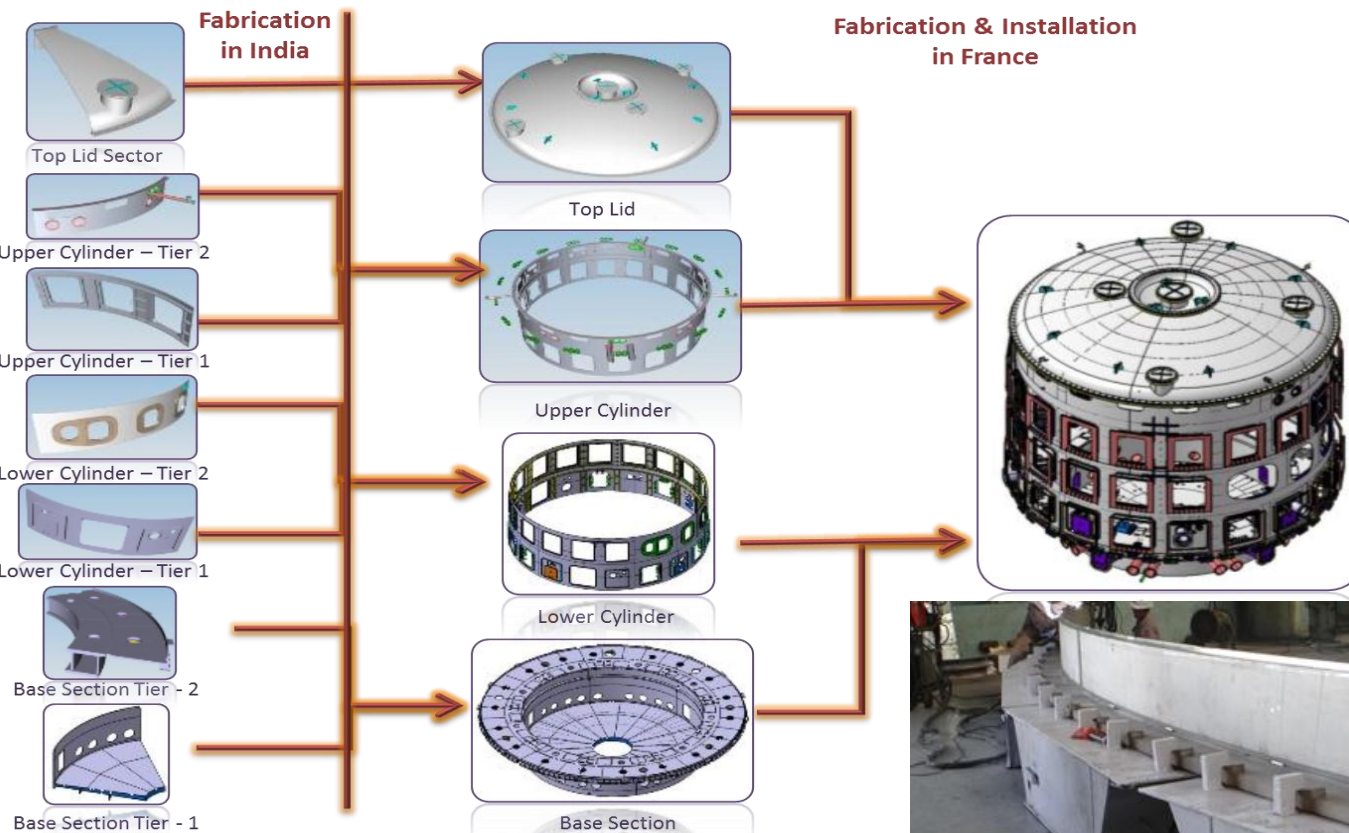 Fabrication
in India
Fabrication & Installation
in France
Top Lid Sector
Upper Cylinder – Tier 2
Upper Cylinder – Tier 1
Lower Cylinder – Tier 2
Lower Cylinder – Tier 1
Base Section Tier - 2
Base Section Tier - 1
Top Lid
Upper Cylinder
Lower Cylinder
Base Section